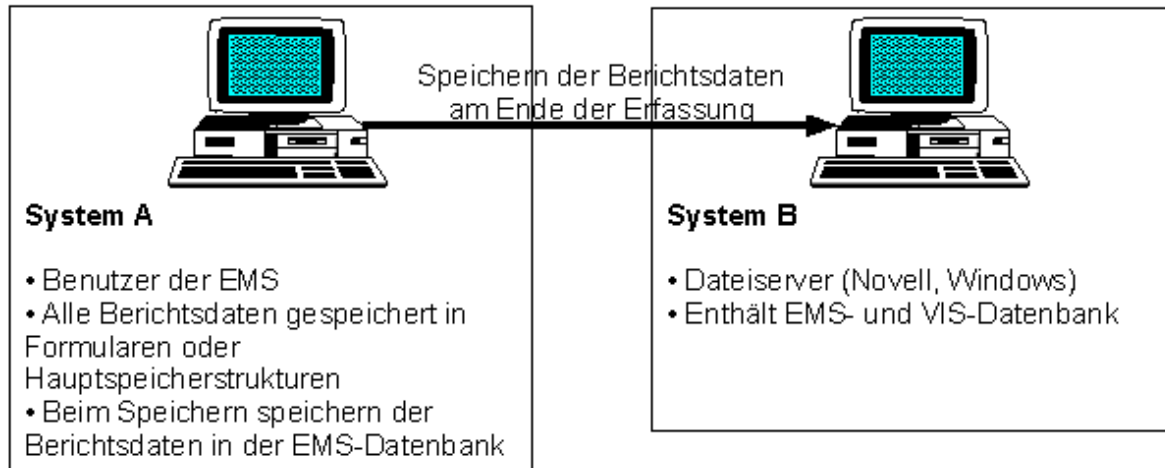 Speichern der Berichtsdaten
am Ende der Erfassung
System A
• Benutzer der EMS
• Alle Berichtsdaten gespeichert in
Formularen oder
Hauptspeicherstrukturen
• Beim Speichern speichern der
Berichtsdaten in der EMS-Datenbank
System B
• Dateiserver (Novell, Windows)
• Enthält EMS- und VIS-Datenbank